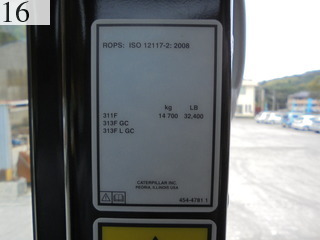 16
ROPS: ISO 12117-2: 2008
kg LB
311F 14 700 32,400
313F GC
313F L GC
CATERPILLAR INC.
PEORIA, ILLINOIS USA
454-4781 1